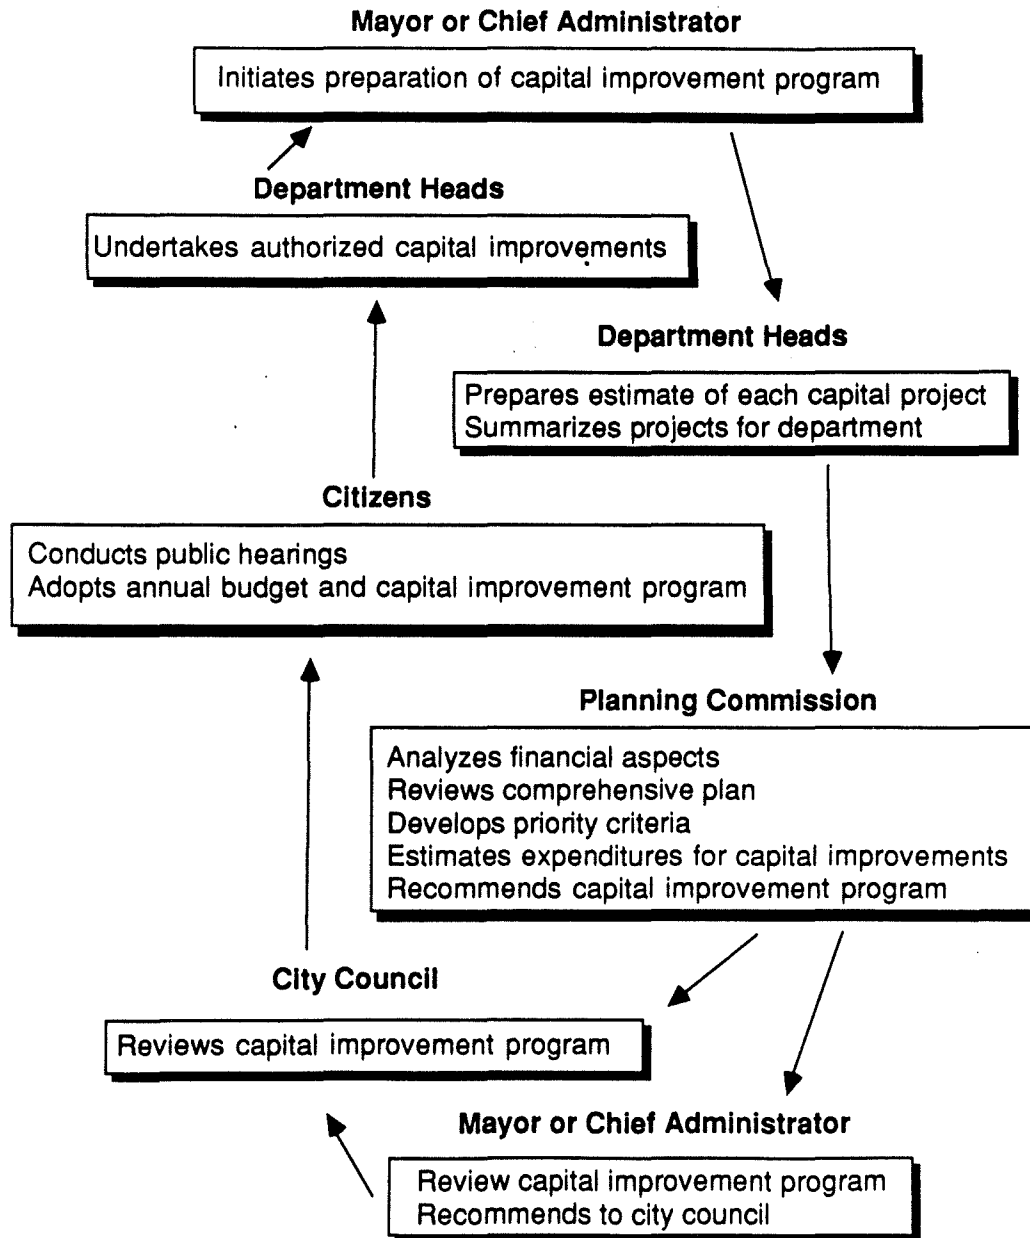 Mayor or Chief Administrator
Initiates preparation of capital improvement program
Department Heads
Undertakes authorized capital improvements
Department Heads
Prepares estimate of each capital project
Summarizes projects for department
Citizens
Conducts public hearings
Adopts annual budget and capital improvement program
Planning Commission
Analyzes financial aspects
Reviews comprehensive plan
Develops priority criteria
Estimates expenditures for capital improvements
Recommends capital improvement program
City Council
Reviews capital improvement program
Mayor or Chief Administrator
Review capital improvement program
Recommends to city council